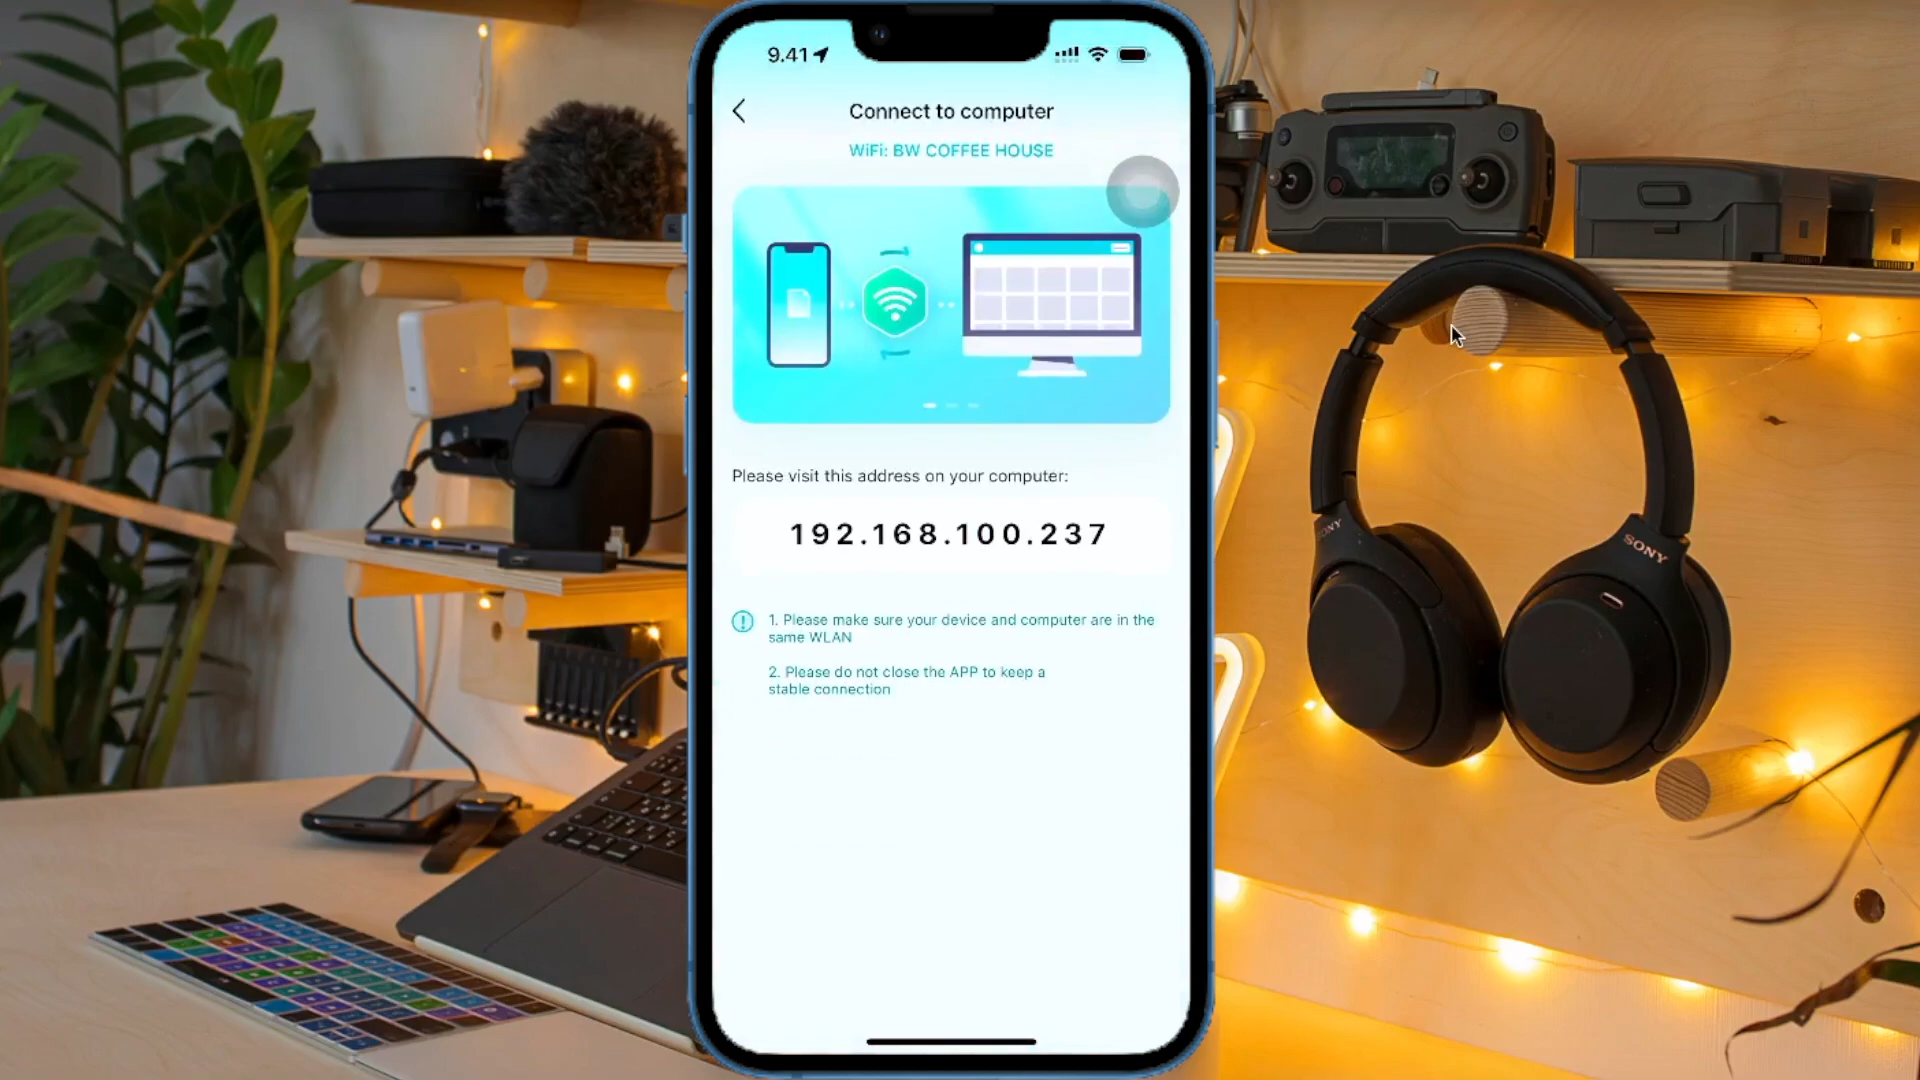 9.41
Connect to computer
WiFi: BW COFFEE HOUSE
Please visit this address on your computer:
192.168.100.237
1. Please make sure your device and computer are in the
same WLAN
2. Please do not close the APP to keep a
stable connection
SONY
SONY